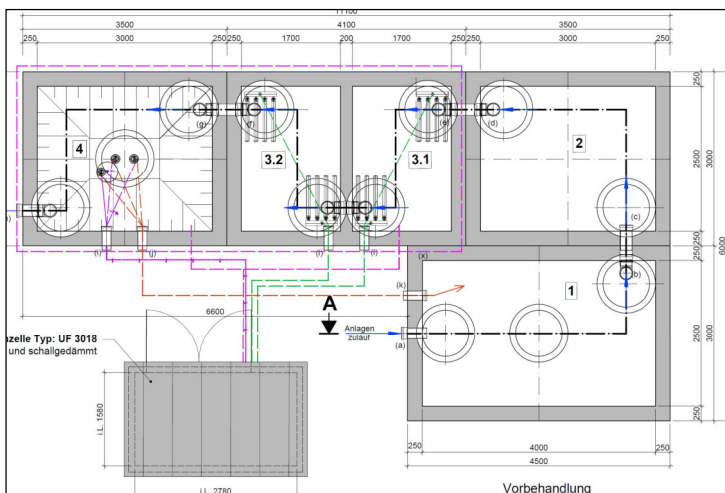 11100
3500 4100 3500
250 3000 250 1700 200 1700 250 3000 250
(g) (f) (e) (d)
4 3.2 3.1 2
(c)
(i) (j) (l) (l) (x)
(b)
(k) 1
6600 A
Anlagen
zulauf (a)
250 2500 250 250 2500 250
3000 3000
6000
nzelle Typ: UF 3018
und schallgedämmt
i.L. 1580
i.L. 2780
250 4000 250
4500
Vorbehandlung